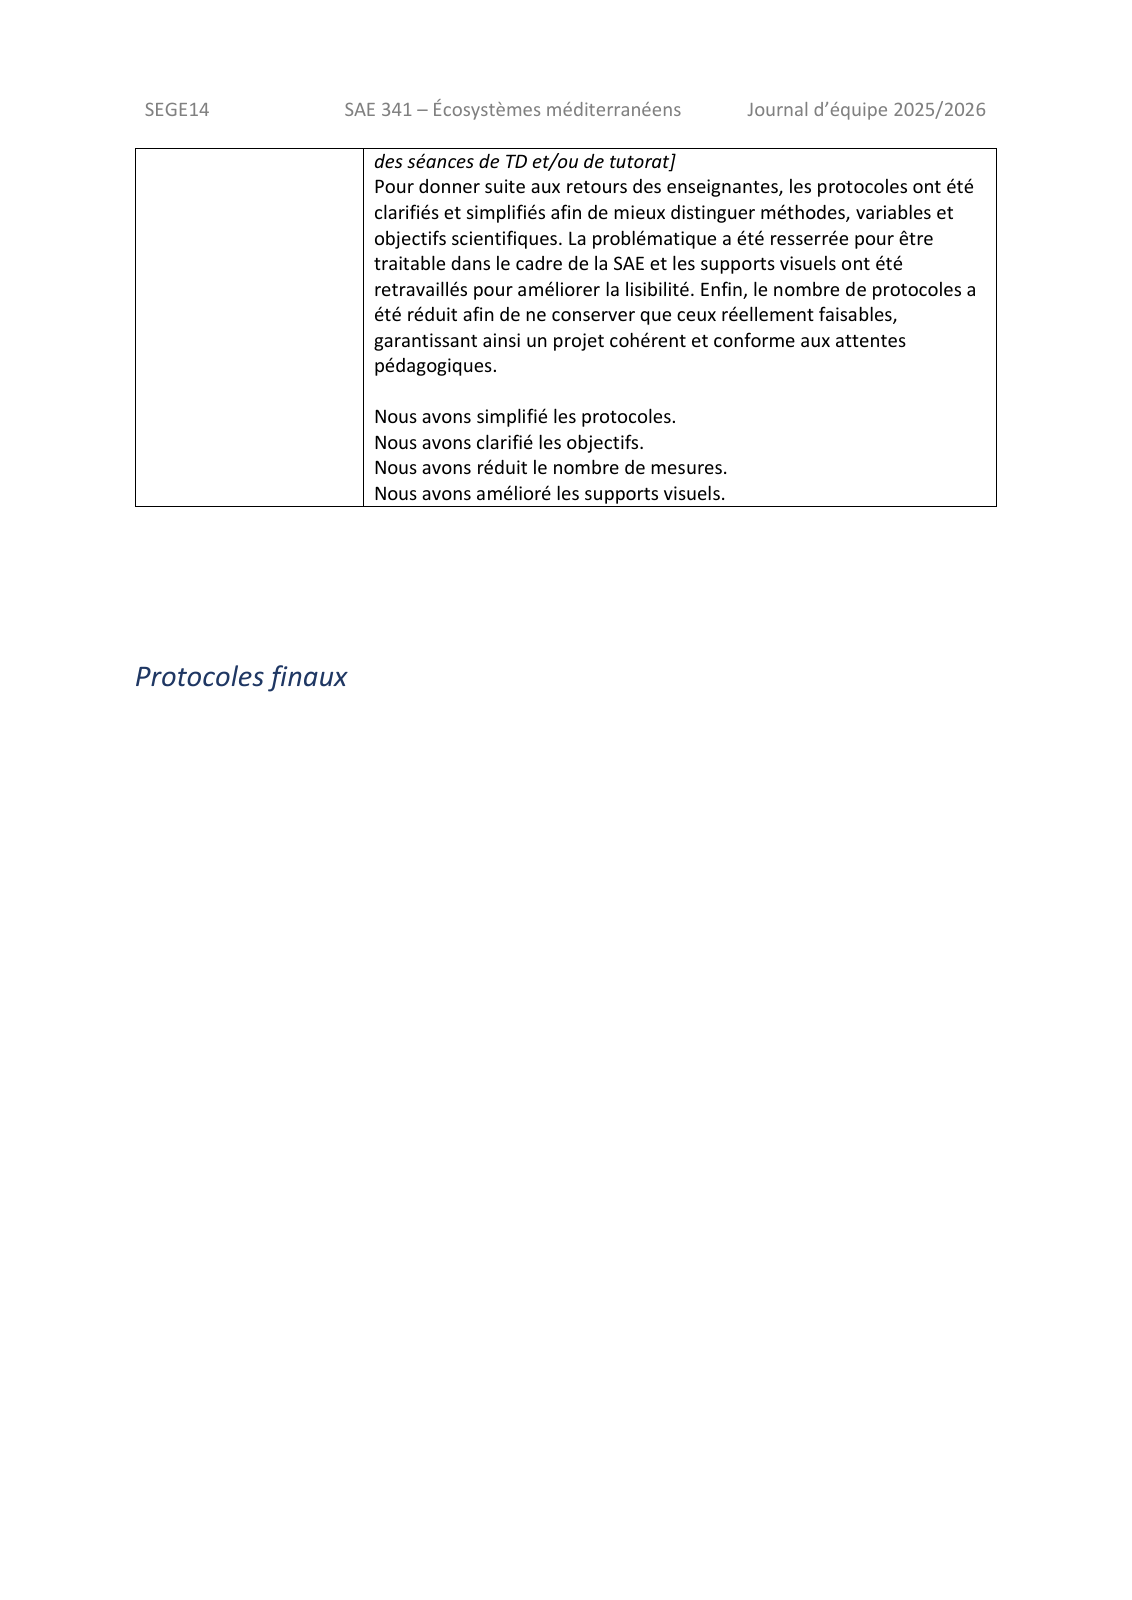 SEGE14 SAE 341 – Écosystèmes méditerranéens Journal d’équipe 2025/2026
des séances de TD et/ou de tutorat]
Pour donner suite aux retours des enseignantes, les protocoles ont été
clarifiés et simplifiés afin de mieux distinguer méthodes, variables et
objectifs scientifiques. La problématique a été resserrée pour être
traitable dans le cadre de la SAE et les supports visuels ont été
retravaillés pour améliorer la lisibilité. Enfin, le nombre de protocoles a
été réduit afin de ne conserver que ceux réellement faisables,
garantissant ainsi un projet cohérent et conforme aux attentes
pédagogiques.
Nous avons simplifié les protocoles.
Nous avons clarifié les objectifs.
Nous avons réduit le nombre de mesures.
Nous avons amélioré les supports visuels.
Protocoles finaux